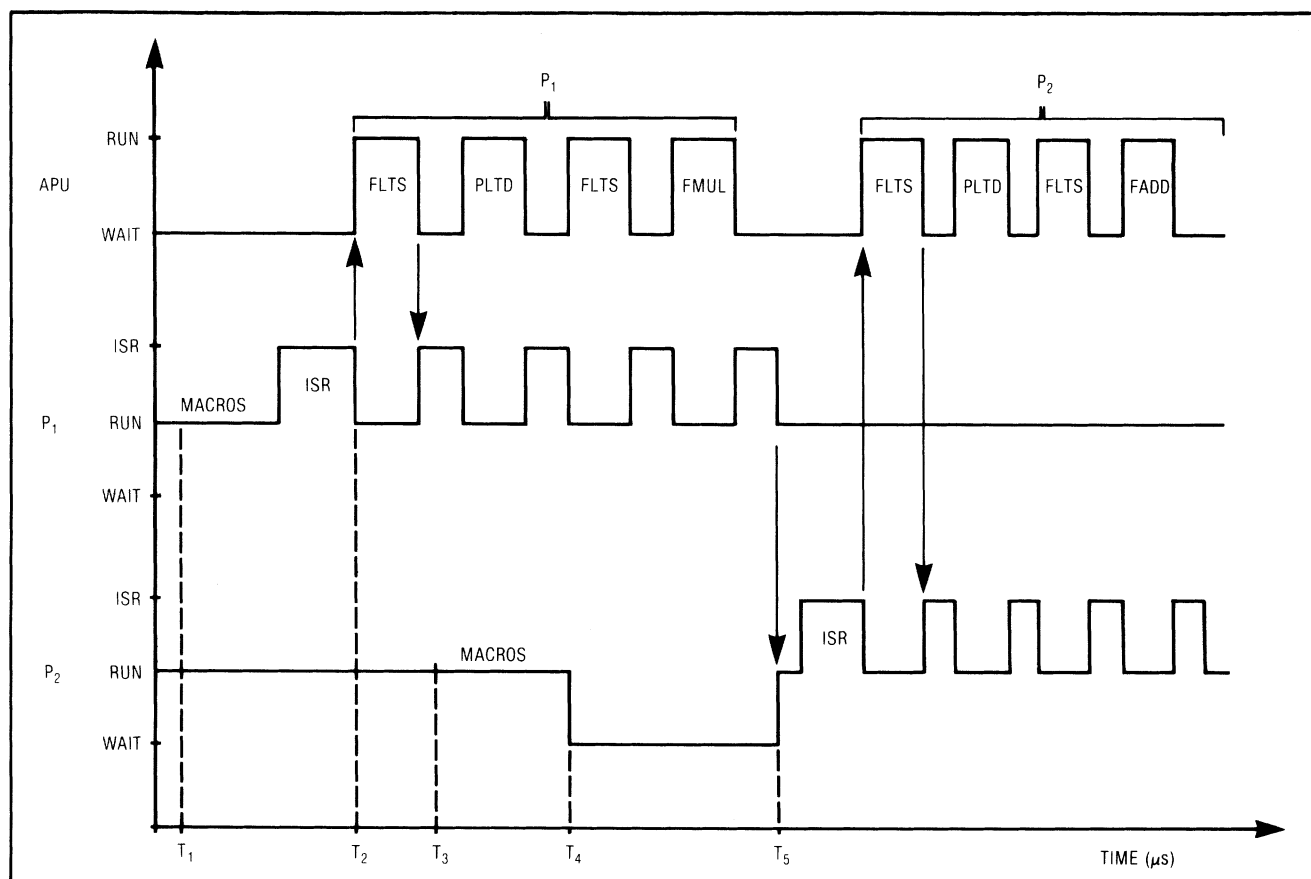 P1
P2
RUN
APU
FLTS
PLTD
FLTS
FMUL
FLTS
PLTD
FLTS
FADD
WAIT
ISR
ISR
MACROS
P1
RUN
WAIT
ISR
ISR
MACROS
P2
RUN
WAIT
T1
T2
T3
T4
T5
TIME (μs)